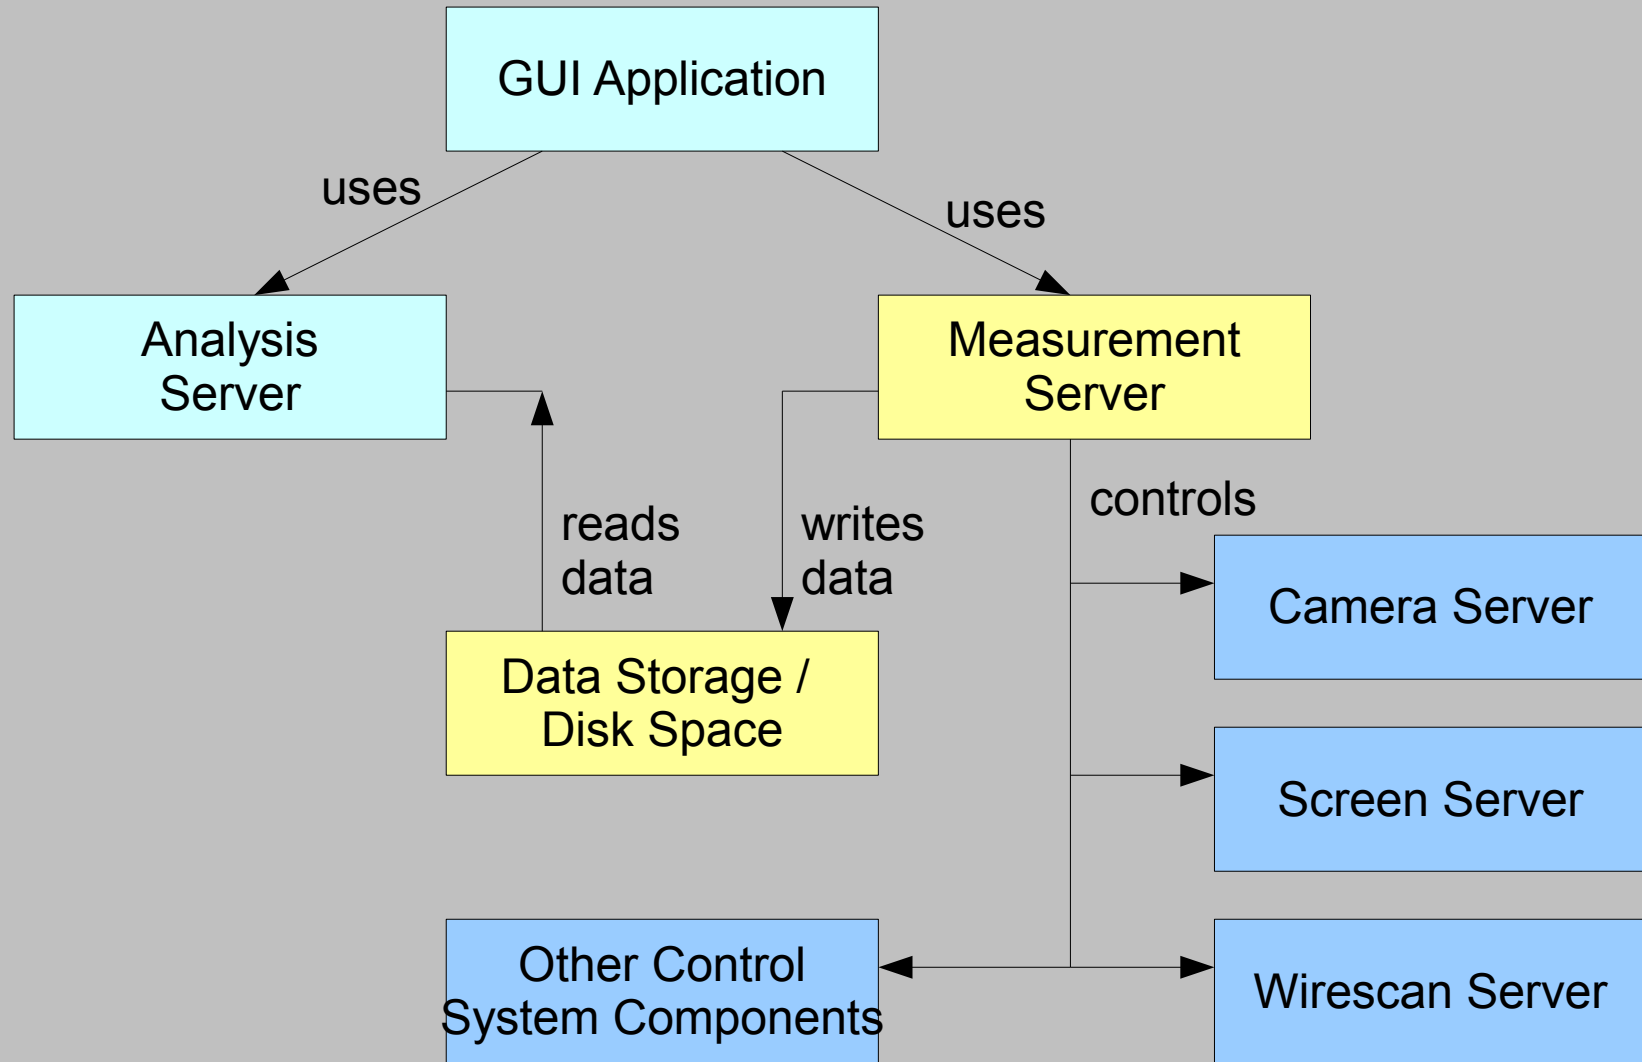 GUI Application
uses
uses
Analysis
Server
Measurement
Server
controls
reads
data
writes
data
Camera Server
Data Storage /
Disk Space
Screen Server
Other Control
System Components
Wirescan Server